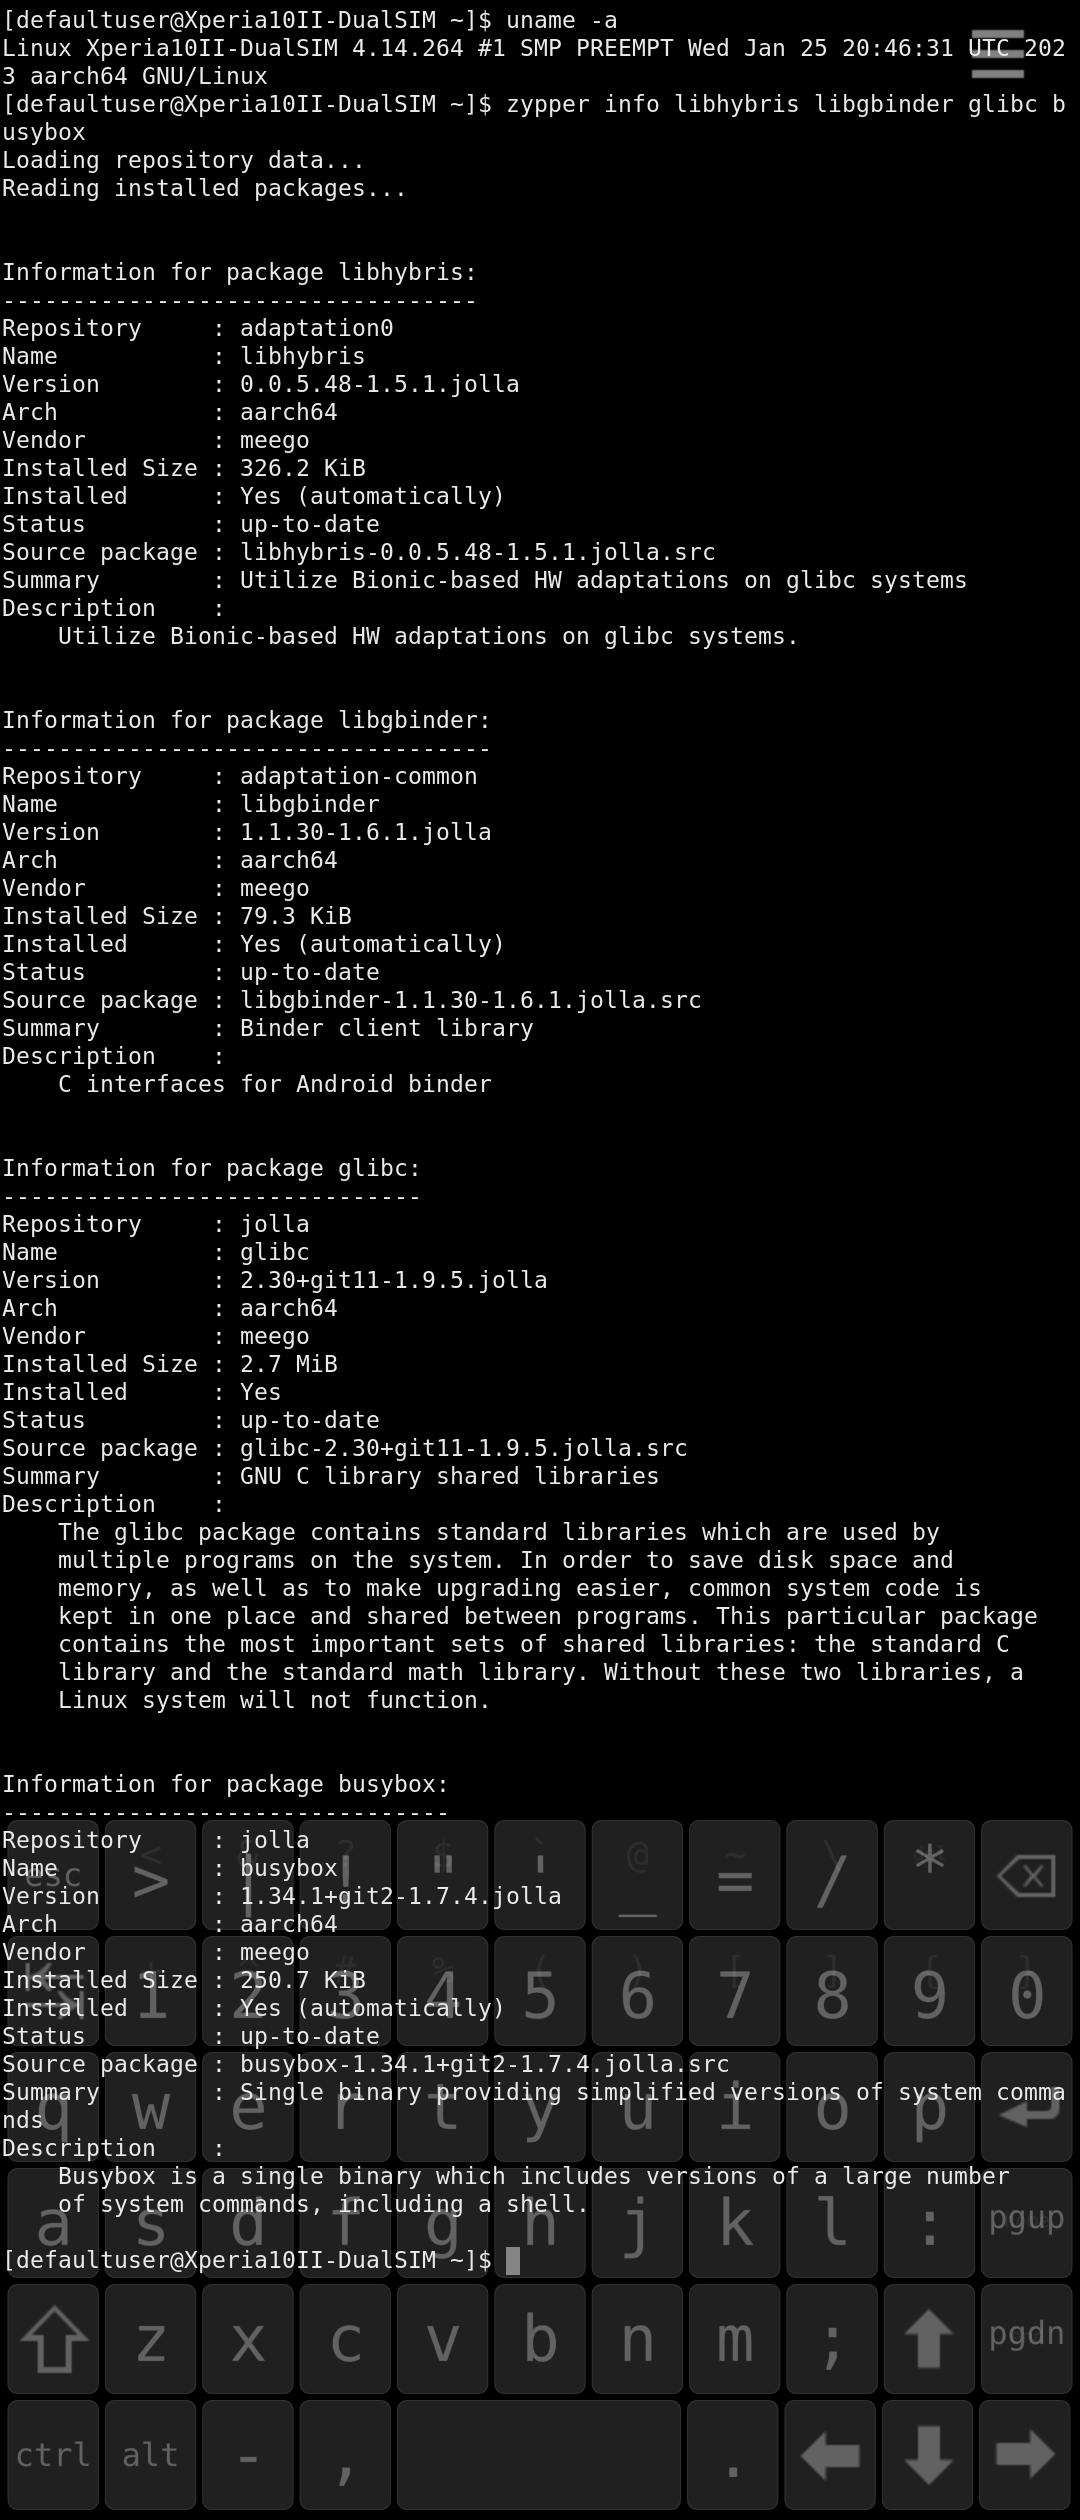 [defaultuser@Xperia10II-DualSIM ~]$ uname -a
Linux Xperia10II-DualSIM 4.14.264 #1 SMP PREEMPT Wed Jan 25 20:46:31 UTC 202
3 aarch64 GNU/Linux
[defaultuser@Xperia10II-DualSIM ~]$ zypper info libhybris libgbinder glibc b
usybox
Loading repository data...
Reading installed packages...
Information for package libhybris:
----------------------------------
Repository     : adaptation0
Name           : libhybris
Version        : 0.0.5.48-1.5.1.jolla
Arch           : aarch64
Vendor         : meego
Installed Size : 326.2 KiB
Installed      : Yes (automatically)
Status         : up-to-date
Source package : libhybris-0.0.5.48-1.5.1.jolla.src
Summary        : Utilize Bionic-based HW adaptations on glibc systems
Description    :
    Utilize Bionic-based HW adaptations on glibc systems.
Information for package libgbinder:
-----------------------------------
Repository     : adaptation-common
Name           : libgbinder
Version        : 1.1.30-1.6.1.jolla
Arch           : aarch64
Vendor         : meego
Installed Size : 79.3 KiB
Installed      : Yes (automatically)
Status         : up-to-date
Source package : libgbinder-1.1.30-1.6.1.jolla.src
Summary        : Binder client library
Description    :
    C interfaces for Android binder
Information for package glibc:
------------------------------
Repository     : jolla
Name           : glibc
Version        : 2.30+git11-1.9.5.jolla
Arch           : aarch64
Vendor         : meego
Installed Size : 2.7 MiB
Installed      : Yes
Status         : up-to-date
Source package : glibc-2.30+git11-1.9.5.jolla.src
Summary        : GNU C library shared libraries
Description    :
    The glibc package contains standard libraries which are used by
    multiple programs on the system. In order to save disk space and
    memory, as well as to make upgrading easier, common system code is
    kept in one place and shared between programs. This particular package
    contains the most important sets of shared libraries: the standard C
    library and the standard math library. Without these two libraries, a
    Linux system will not function.
Information for package busybox:
--------------------------------
Repository     : jolla
Name           : busybox
Version        : 1.34.1+git2-1.7.4.jolla
Arch           : aarch64
Vendor         : meego
Installed Size : 250.7 KiB
Installed      : Yes (automatically)
Status         : up-to-date
Source package : busybox-1.34.1+git2-1.7.4.jolla.src
Summary        : Single binary providing simplified versions of system comma
nds
Description    :
    Busybox is a single binary which includes versions of a large number
    of system commands, including a shell.
[defaultuser@Xperia10II-DualSIM ~]$
esc > | ! " ' _ = / *
1 2 3 4 5 6 7 8 9 0
q w e r t y u i o p
a s d f g h j k l : pgup
z x c v b n m ; pgdn
ctrl alt - , .